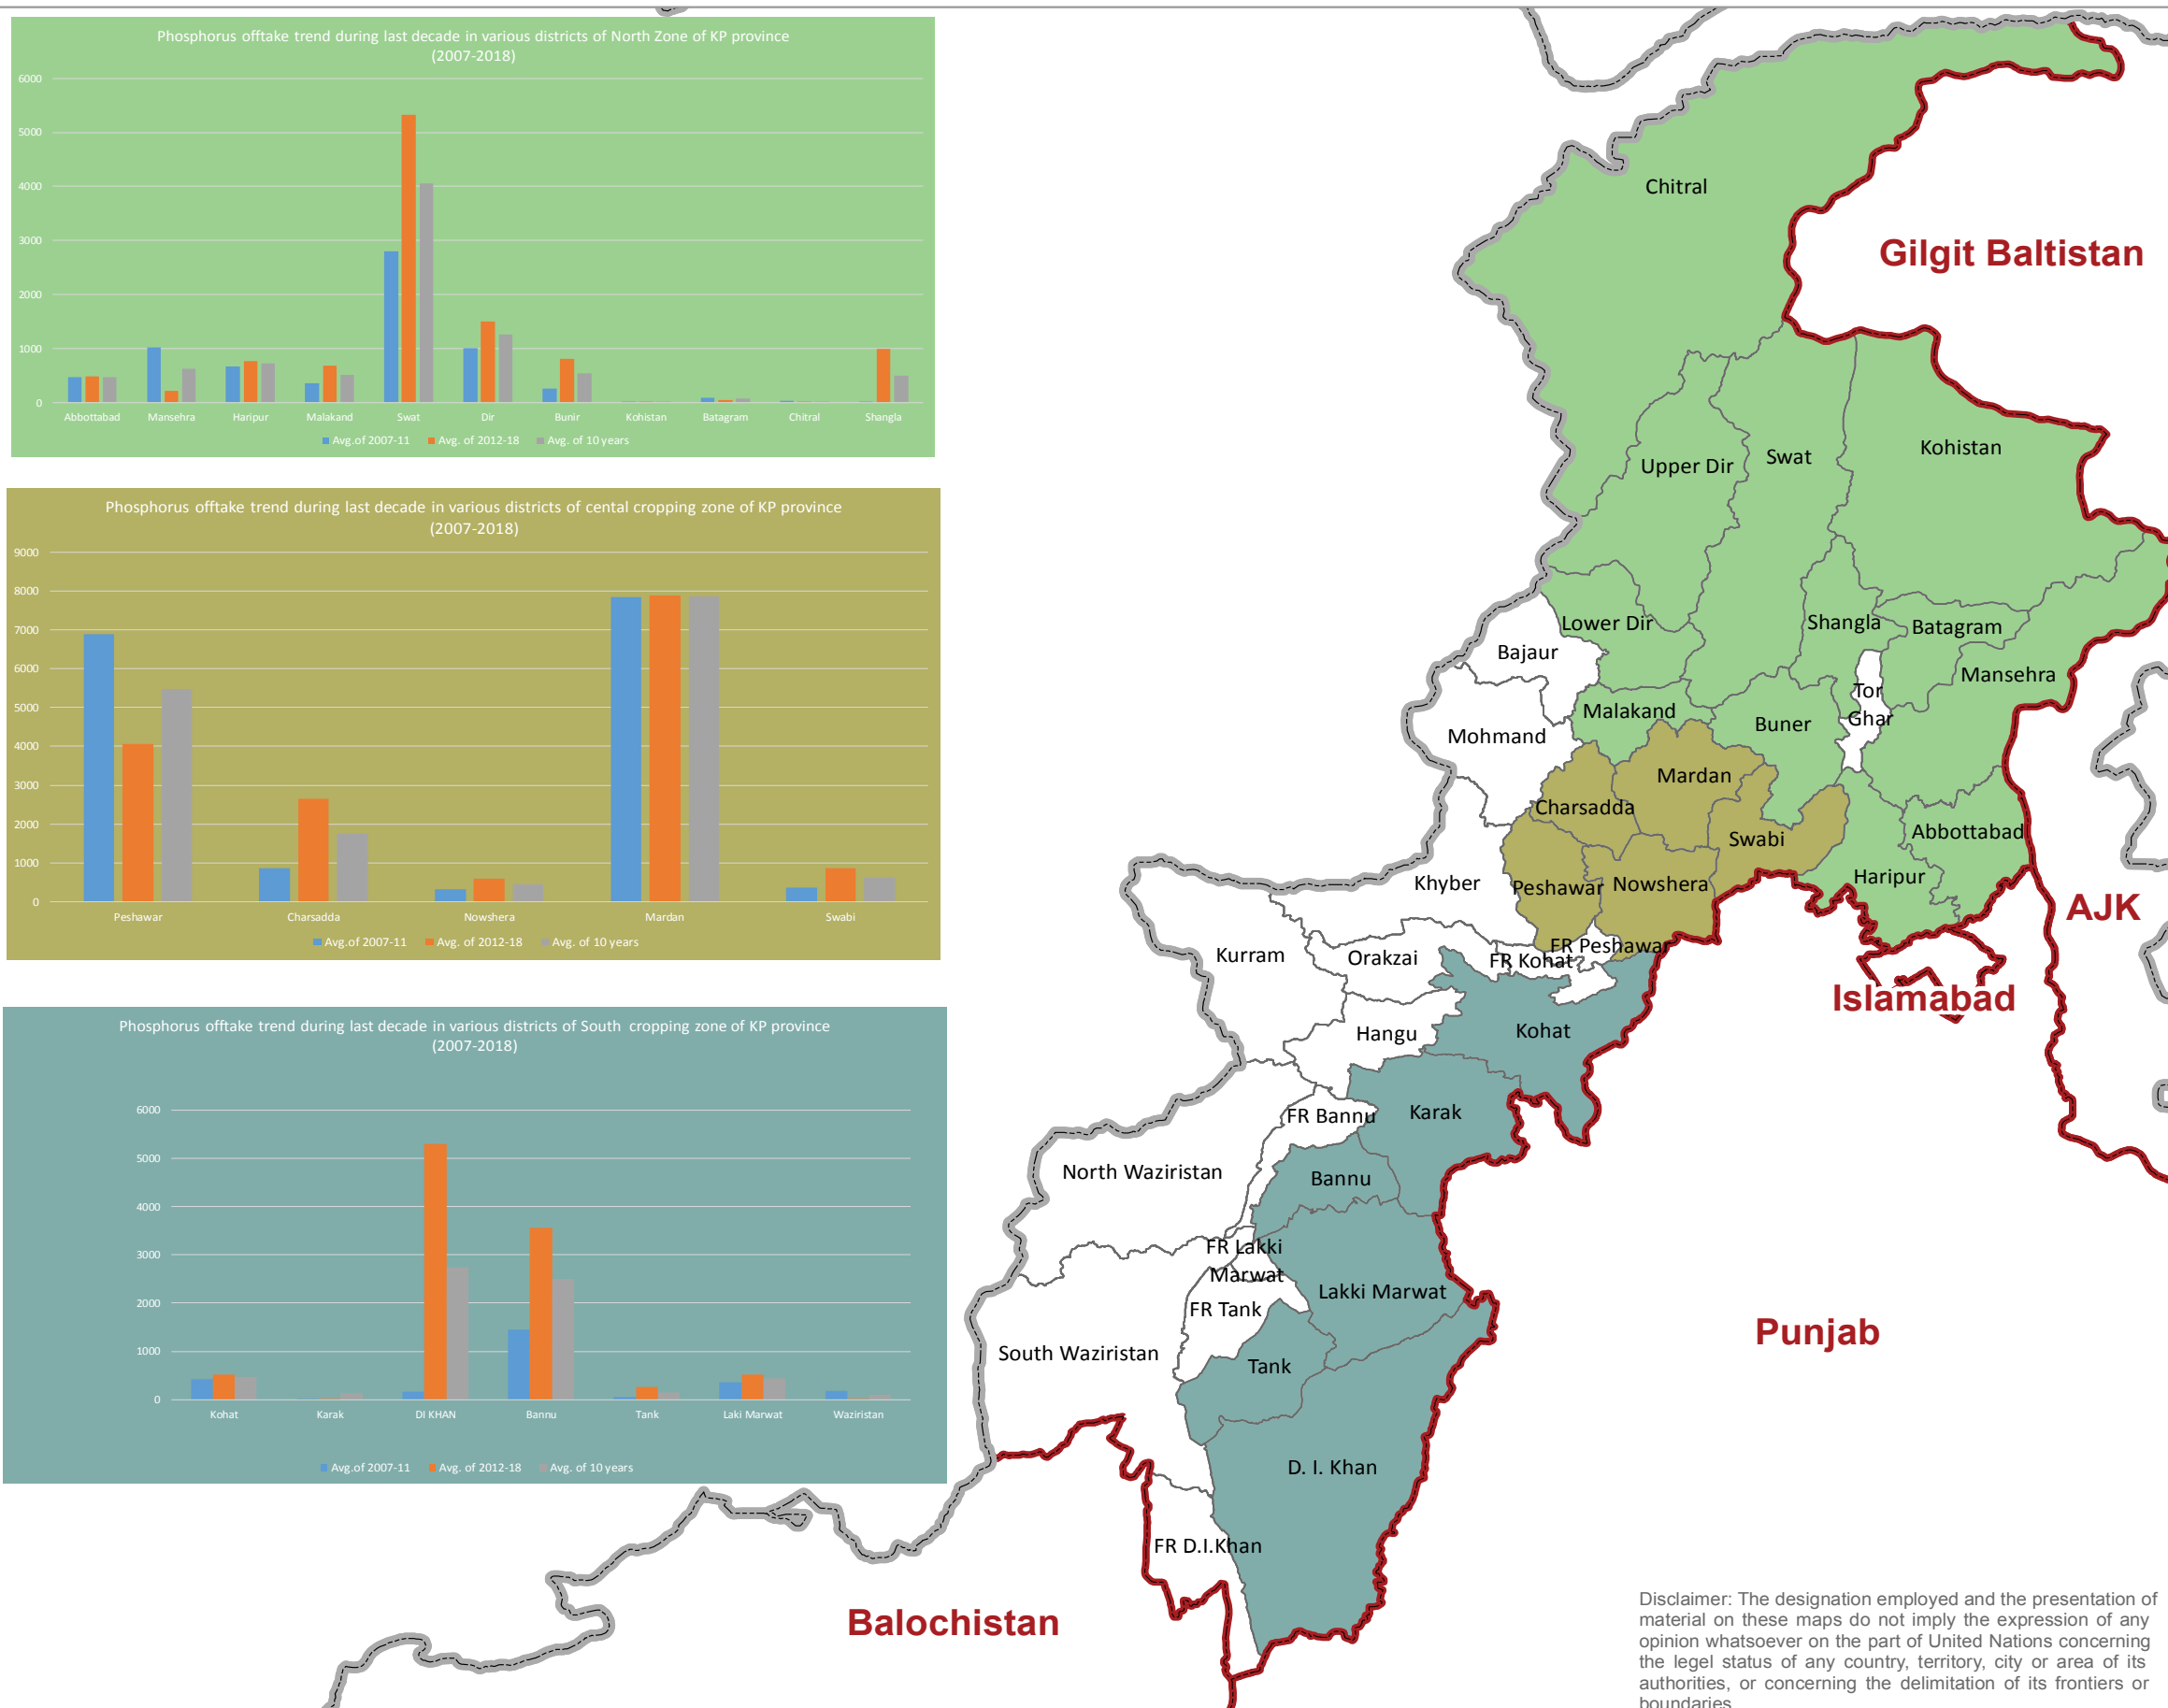 Phosphorus offtake trend during last decade in various districts of North Zone of KP province
(2007-2018)
6000
5000
4000
3000
2000
1000
0
Abbottabad Mansehra Haripur Malakand Swat Dir Bunir Kohistan Batagram Chitral Shangla
Avg.of 2007-11 Avg. of 2012-18 Avg. of 10 years
Phosphorus offtake trend during last decade in various districts of cental cropping zone of KP province
(2007-2018)
9000
8000
7000
6000
5000
4000
3000
2000
1000
0
Peshawar Charsadda Nowshera Mardan Swabi
Avg.of 2007-11 Avg. of 2012-18 Avg. of 10 years
Phosphorus offtake trend during last decade in various districts of South cropping zone of KP province
(2007-2018)
6000
5000
4000
3000
2000
1000
0
Kohat Karak DI KHAN Bannu Tank Laki Marwat Waziristan
Avg.of 2007-11 Avg. of 2012-18 Avg. of 10 years
Chitral
Gilgit Baltistan
Upper Dir
Swat
Kohistan
Lower Dir
Shangla
Batagram
Bajaur
Mansehra
Tor
Ghar
Malakand
Buner
Mohmand
Mardan
Charsadda
Swabi
Abbottabad
Khyber
Peshawar
Nowshera
Haripur
AJK
FR Peshawar
Kurram
Orakzai
FR Kohat
Islamabad
Hangu
Kohat
FR Bannu
Karak
North Waziristan
Bannu
FR Lakki
Marwat
Lakki Marwat
FR Tank
Punjab
South Waziristan
Tank
D. I. Khan
FR D.I.Khan
Balochistan
Disclaimer: The designation employed and the presentation of
material on these maps do not imply the expression of any
opinion whatsoever on the part of United Nations concerning
the legel status of any country, territory, city or area of its
authorities, or concerning the delimitation of its frontiers or
boundaries